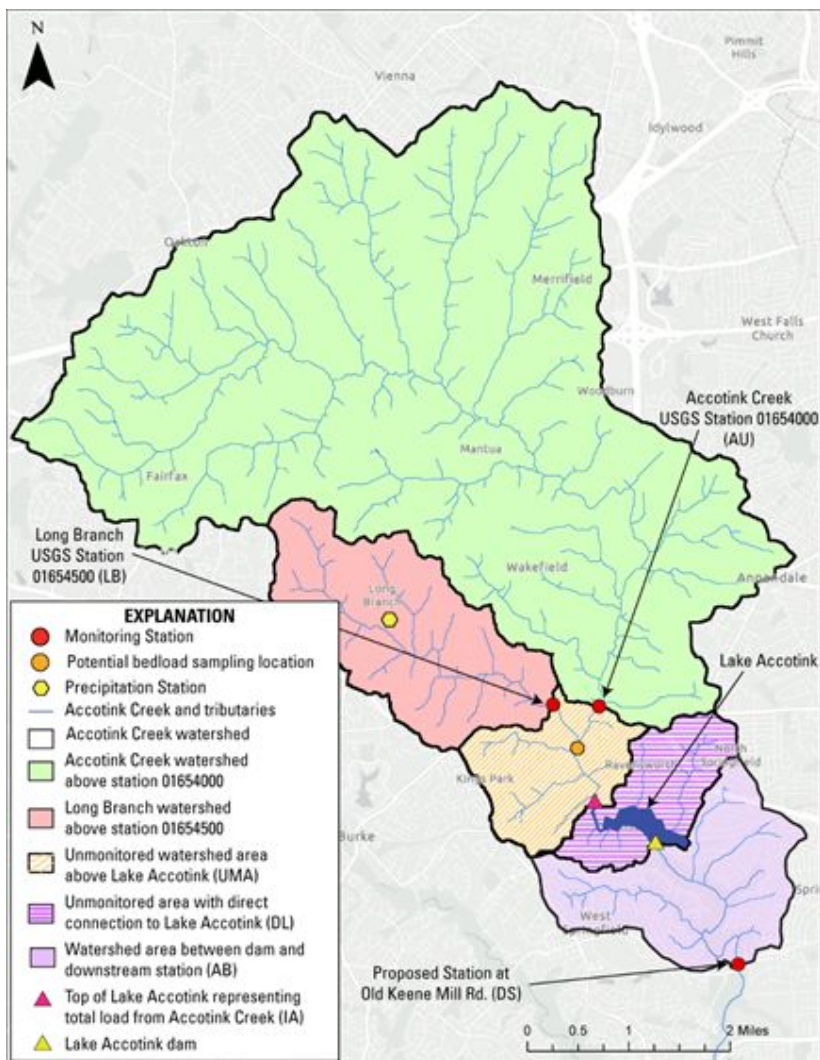 N
Pimmit
Hills
Vienna
Idylwood
Oakton
Merrifield
West Falls
Church
Woodburn
Accotink Creek
USGS Station 01654000
(AU)
Mantua
Fairfax
Long Branch
USGS Station
01654500 (LB)
Wakefield
Annandale
Long
Branch
Lake Accotink
EXPLANATION
Monitoring Station
Potential bedload sampling location
Precipitation Station
Accotink Creek and tributaries
Accotink Creek watershed
Accotink Creek watershed
above station 01654000
Long Branch watershed
above station 01654500
Unmonitored watershed area
above Lake Accotink (UMA)
Unmonitored area with direct
connection to Lake Accotink (DL)
Watershed area between dam and
downstream station (AB)
Top of Lake Accotink representing
total load from Accotink Creek (IA)
Lake Accotink dam
North
Springfield
Ravensworth
Kings Park
Burke
Spri
West
Springfield
Proposed Station at
Old Keene Mill Rd. (DS)
0 0.5 1 2 Miles